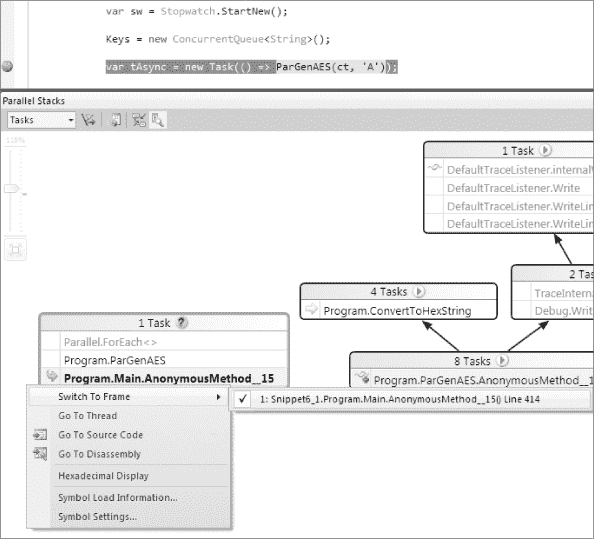 var sw = Stopwatch.StartNew();
Keys = new ConcurrentQueue<String>();
var tAsync = new Task(() => ParGenAES(ct, 'A'));
Parallel Stacks
Tasks
118%
1 Task
DefaultTraceListener.internalW
DefaultTraceListener.Write
DefaultTraceListener.WriteLin
DefaultTraceListener.WriteLin
4 Tasks
Program.ConvertToHexString
2 Ta
TraceInterna
Debug.Write
1 Task
Parallel.ForEach<>
Program.ParGenAES
Program.Main.AnonymousMethod__15
8 Tasks
Program.ParGenAES.AnonymousMethod__1
Switch To Frame
1: Snippet6_1.Program.Main.AnonymousMethod__15() Line 414
Go To Thread
Go To Source Code
Go To Disassembly
Hexadecimal Display
Symbol Load Information...
Symbol Settings...